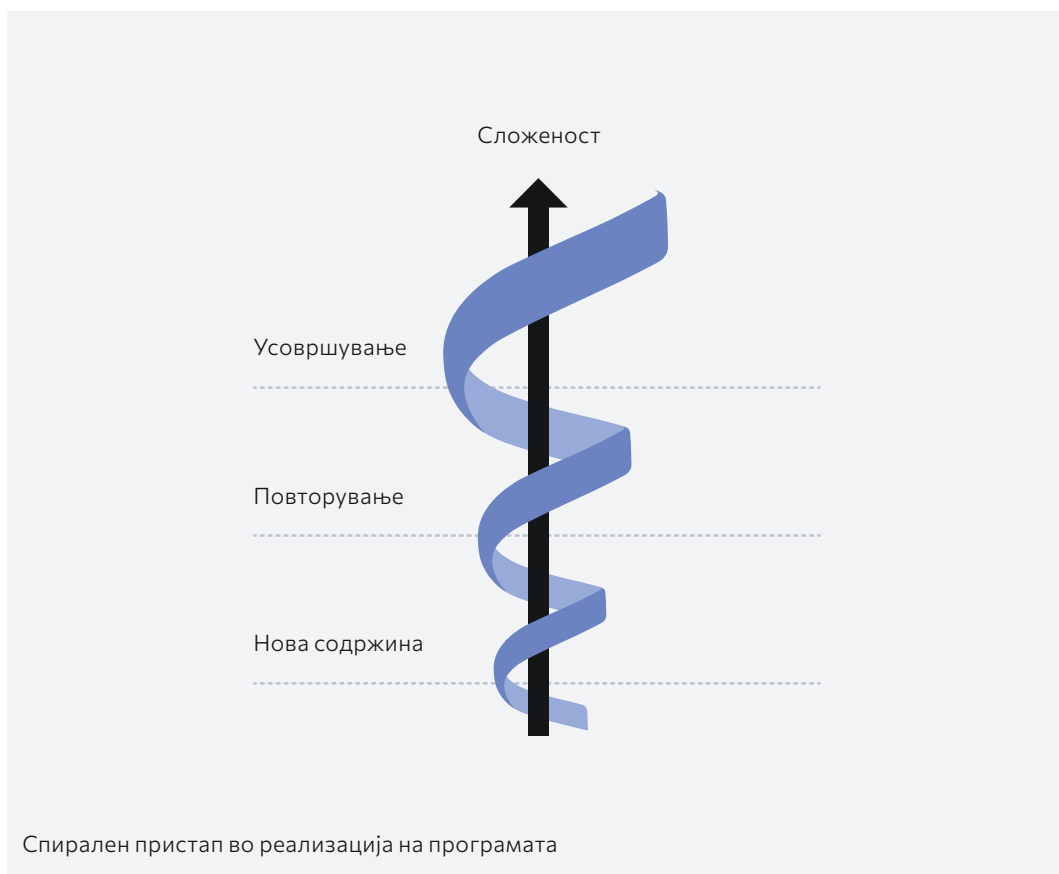 Сложеност
Усовршување
Повторување
Нова содржина
Спирален пристап во реализација на програмата